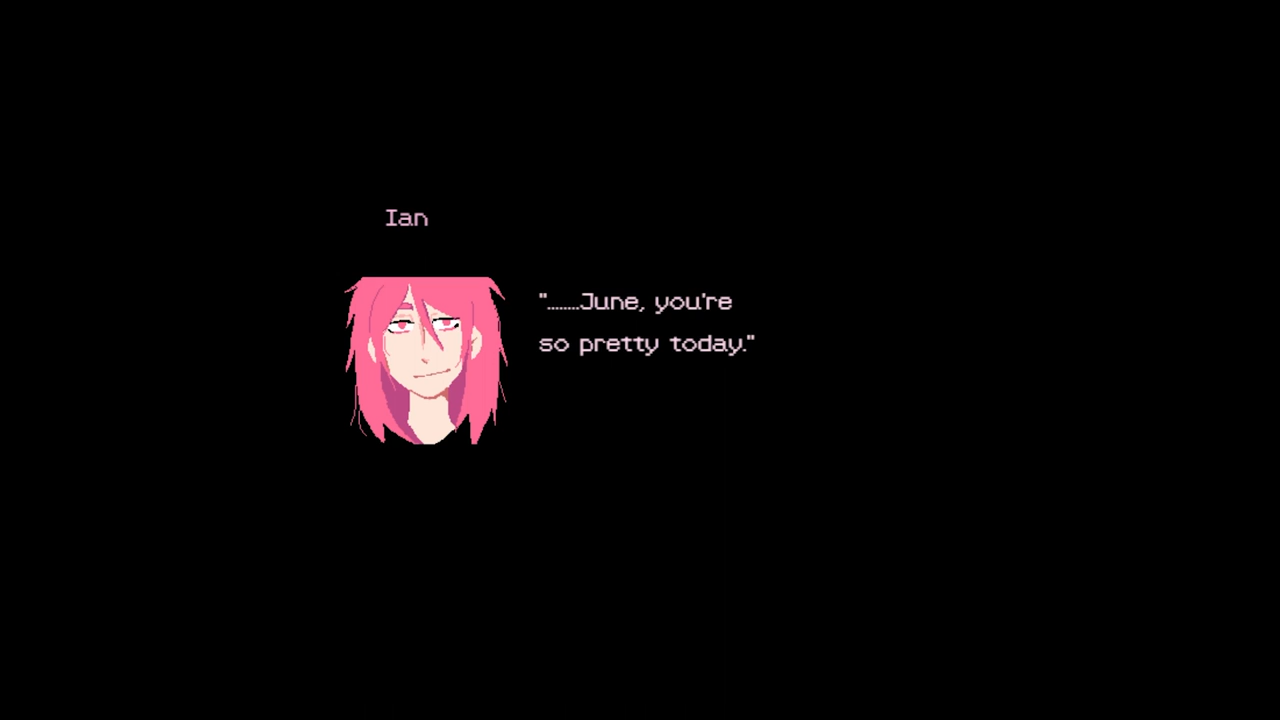 Ian
".......June, you're
so pretty today."